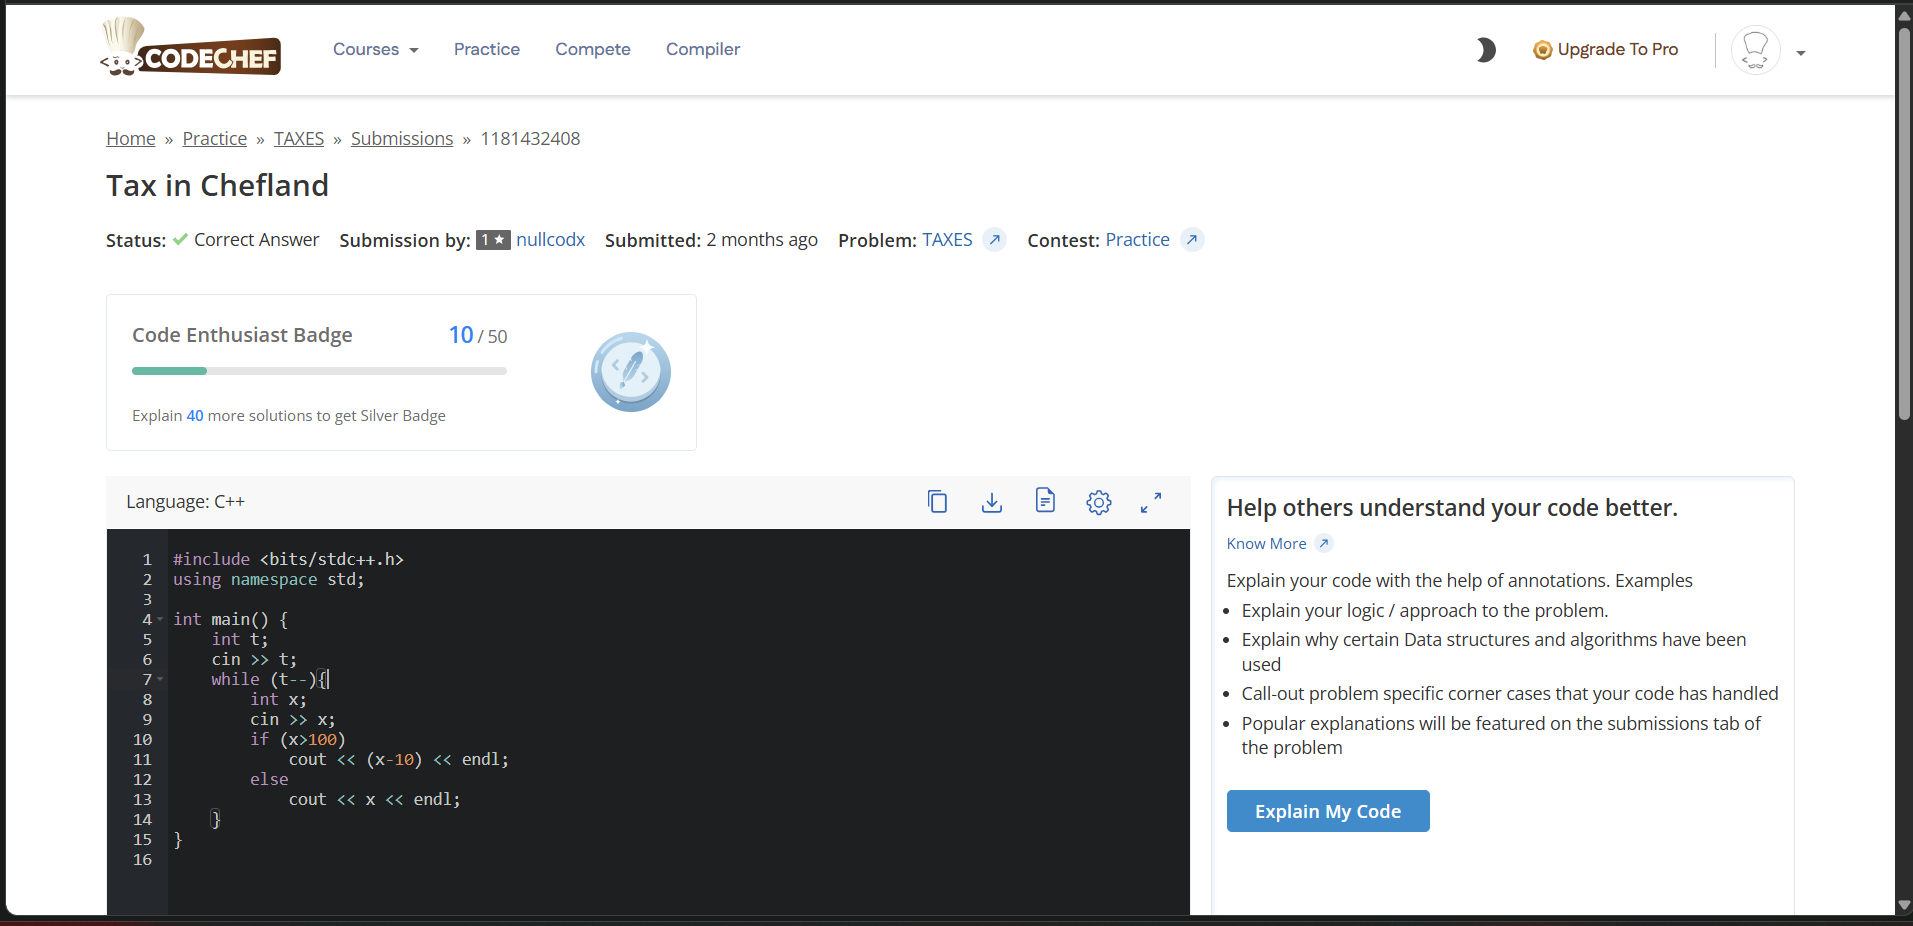 CODECHEF
Courses Practice Compete Compiler Upgrade To Pro
Home » Practice » TAXES » Submissions » 1181432408
Tax in Chefland
Status: Correct Answer Submission by: 1★ nullcodx Submitted: 2 months ago Problem: TAXES Contest: Practice
Code Enthusiast Badge 10 / 50
Explain 40 more solutions to get Silver Badge
Language: C++
1 #include <bits/stdc++.h>
2 using namespace std;
3
4 int main() {
5 int t;
6 cin >> t;
7 while (t--){
8 int x;
9 cin >> x;
10 if (x>100)
11 cout << (x-10) << endl;
12 else
13 cout << x << endl;
14 }
15 }
16
Help others understand your code better.
Know More
Explain your code with the help of annotations. Examples
• Explain your logic / approach to the problem.
• Explain why certain Data structures and algorithms have been
used
• Call-out problem specific corner cases that your code has handled
• Popular explanations will be featured on the submissions tab of
the problem
Explain My Code